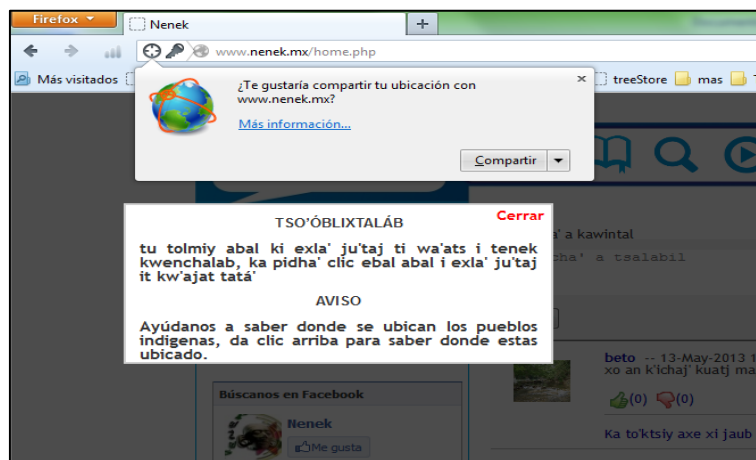 Firefox
Nenek
www.nenek.mx/home.php
Más visitados
treeStore
mas
¿Te gustaría compartir tu ubicación con
www.nenek.mx?
Más información...
Compartir
Cerrar
TSO'ÓBLIXTALÁB
tu tolmiy abal ki exla' ju'taj ti wa'ats i tenek
kwenchalab, ka pidha' clic ebal abal i exla' ju'taj
it kw'ajat tatá'
AVISO
Ayúdanos a saber donde se ubican los pueblos
indigenas, da clic arriba para saber donde estas
ubicado.
a kawintal
a tsalabil
beto -- 13-May-2013 1
xo an k'ichaj' kuatj ma
(0) (0)
Ka to'ktsiy axe xi jaub
Búscanos en Facebook
Nenek
Me gusta